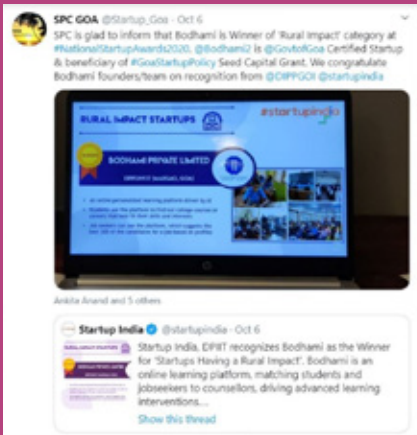 SPC GOA @Startup_Goa · Oct 6
SPC is glad to inform that Bodhami is Winner of 'Rural Impact' category at
#NationalStartupAwards2020, @Bodhami2 is @GovtofGoa Certified Startup
& beneficiary of #GoaStartupPolicy Seed Capital Grant. We congratulate
Bodhami founders/team on recognition from @DIPPGOI @startupindia
#startupindia
RURAL IMPACT STARTUPS
BODHAMI PRIVATE LIMITED
Ankita Anand and 5 others
Startup India @startupindia · Oct 6
Startup India, DPIIT recognizes Bodhami as the Winner
for 'Startups Having a Rural Impact'. Bodhami is an
online learning platform, matching students and
jobseekers to counsellors, driving advanced learning
interventions....
Show this thread